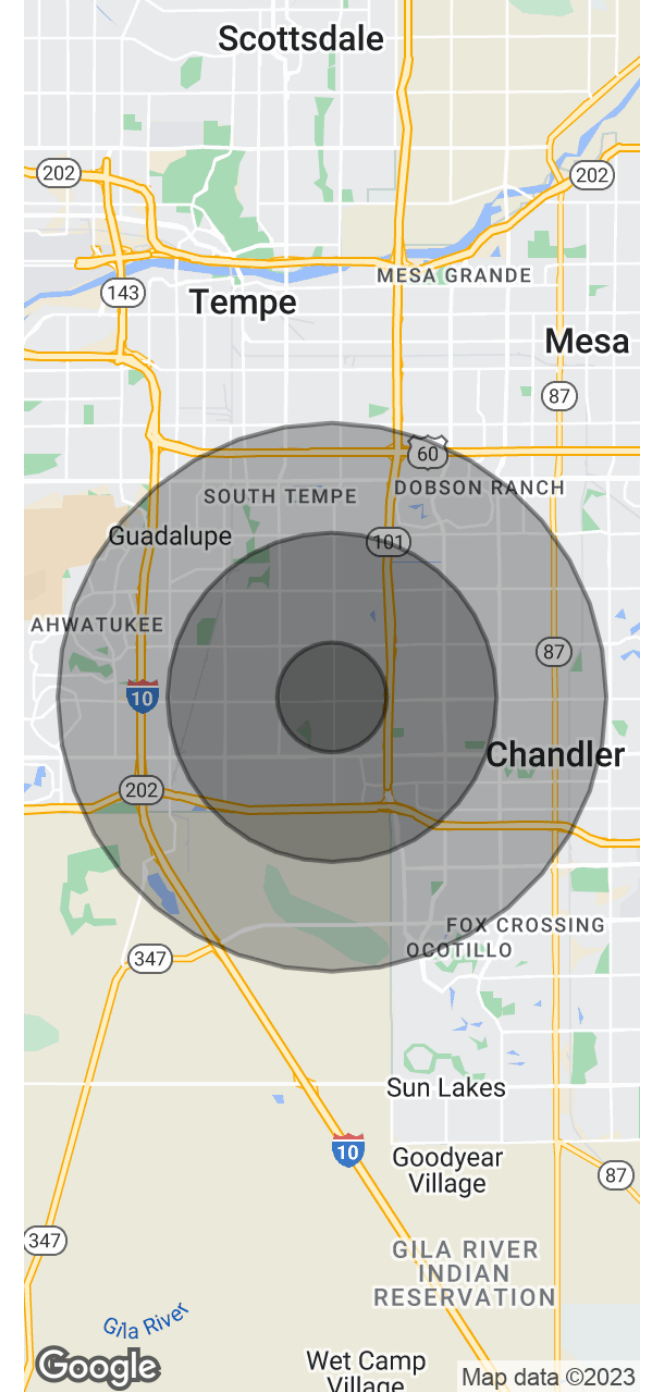 Scottsdale
202
202
MESA GRANDE
143
Tempe
Mesa
87
60
DOBSON RANCH
SOUTH TEMPE
Guadalupe
101
AHWATUKEE
87
10
Chandler
202
FOX CROSSING
OCOTILLO
347
Sun Lakes
10
Goodyear
Village
87
347
GILA RIVER
INDIAN
RESERVATION
Gila River
Wet Camp
Village
Google
Map data ©2023